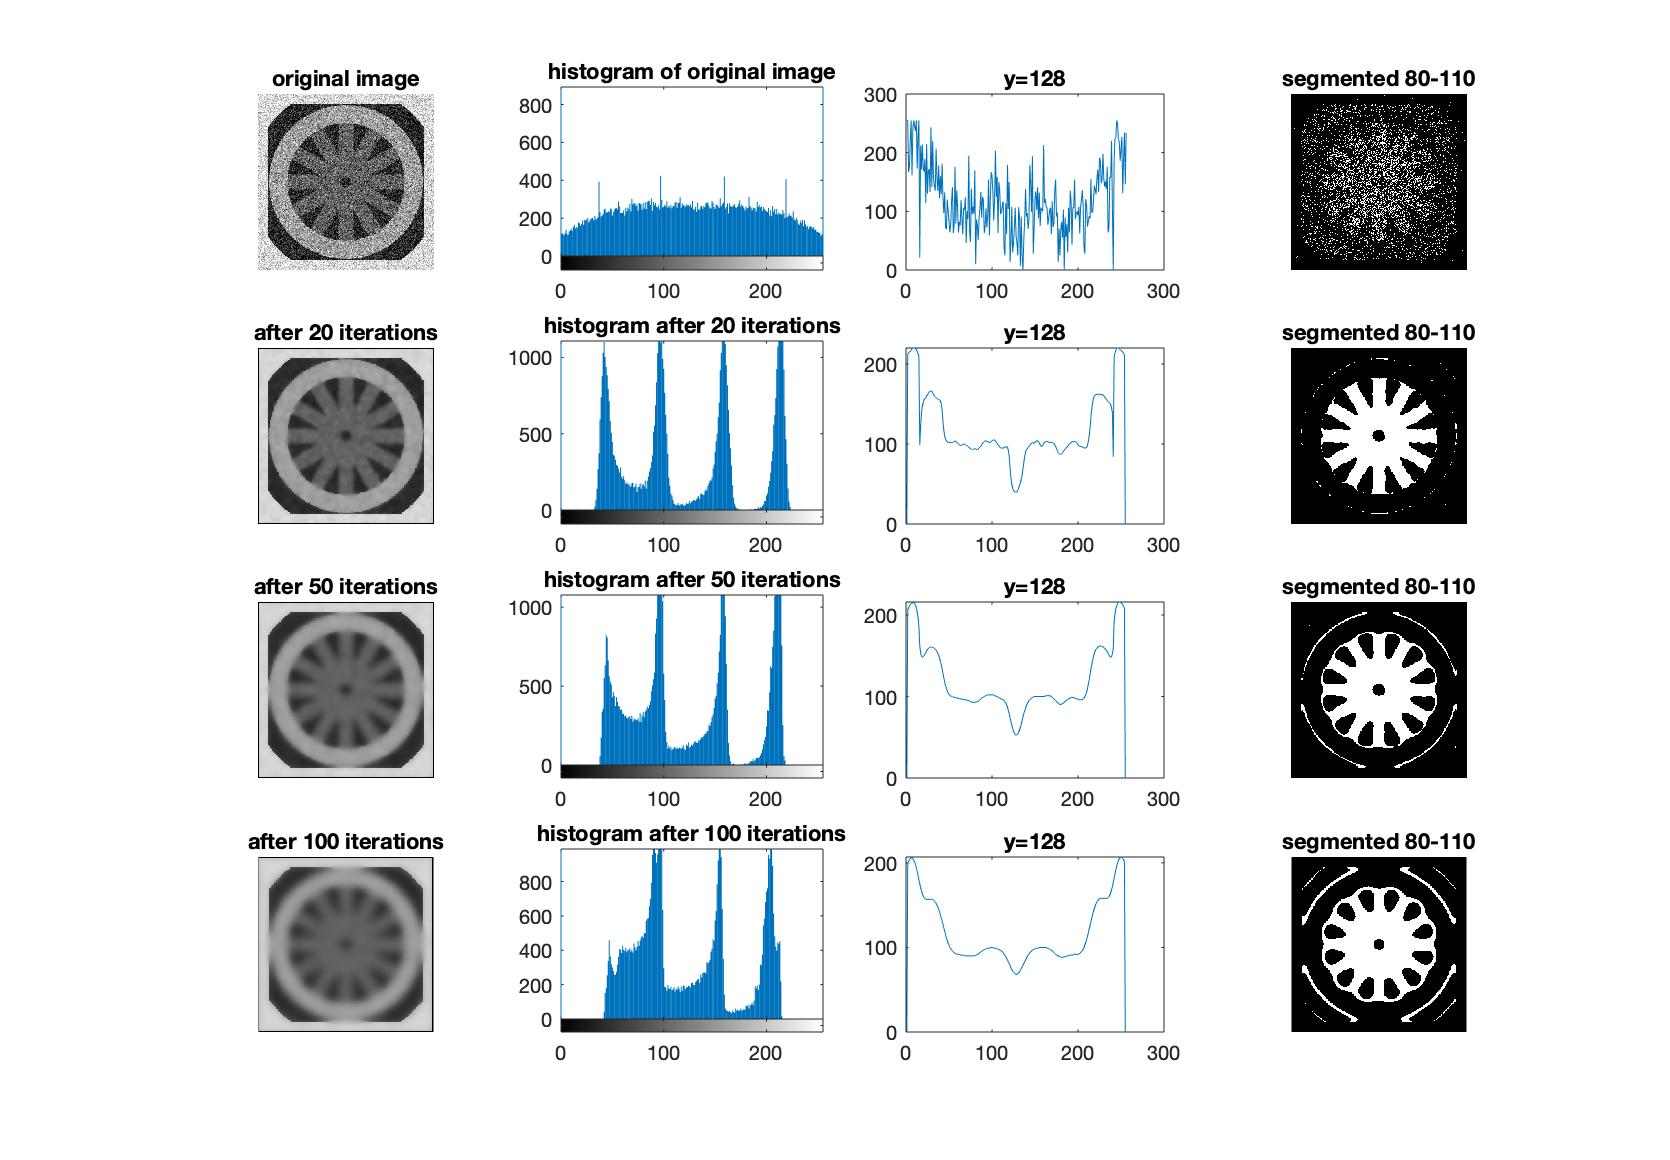 original image
histogram of original image
y=128
segmented 80-110
800
600
400
200
0
0 100 200
300
200
100
0
0 100 200 300
after 20 iterations
histogram after 20 iterations
y=128
segmented 80-110
1000
500
0
0 100 200
200
100
0
0 100 200 300
after 50 iterations
histogram after 50 iterations
y=128
segmented 80-110
1000
500
0
0 100 200
200
100
0
0 100 200 300
after 100 iterations
histogram after 100 iterations
y=128
segmented 80-110
800
600
400
200
0
0 100 200
200
100
0
0 100 200 300